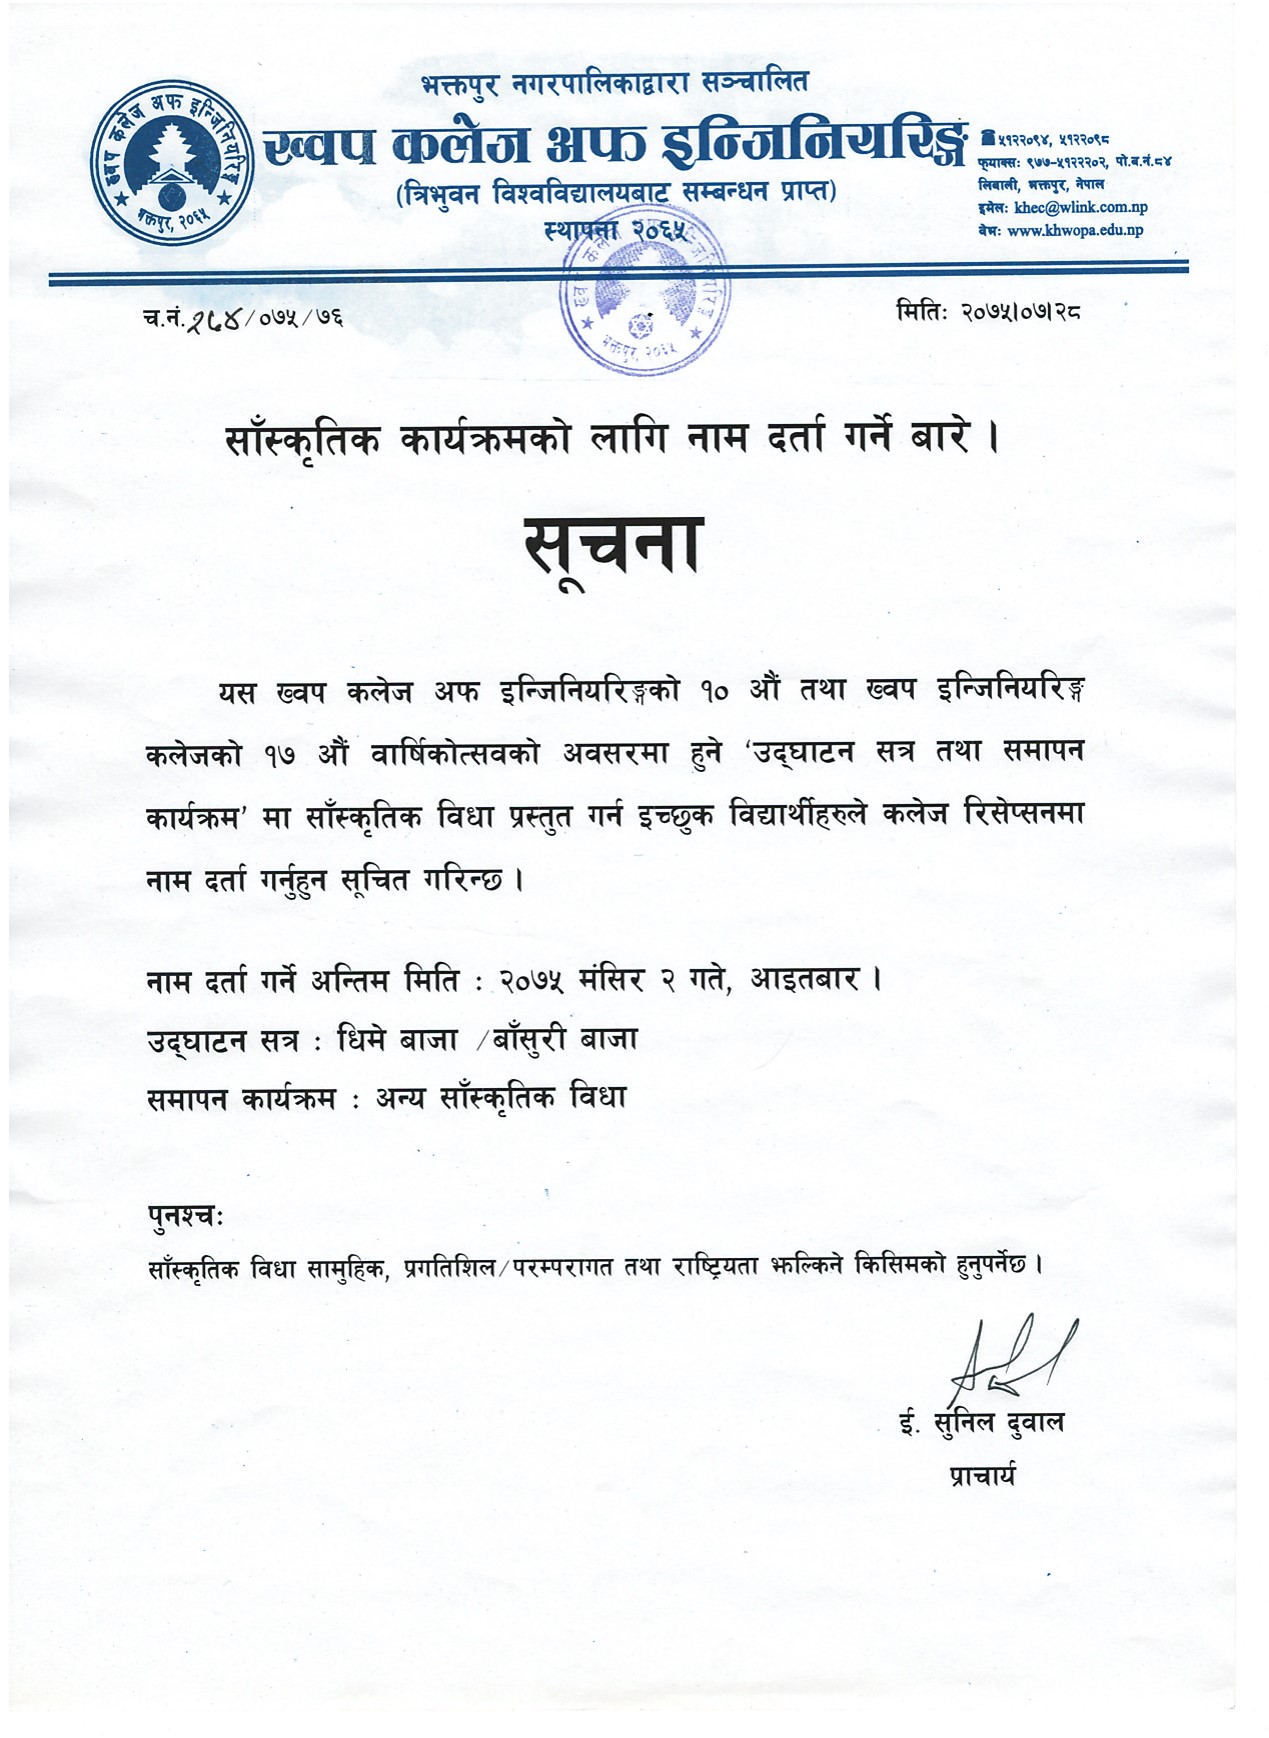 भक्तपुर नगरपालिकाद्वारा सञ्चालित
ख्वप कलेज अफ इन्जिनियरिङ्ग
(त्रिभुवन विश्वविद्यालयबाट सम्बन्धन प्राप्त)
स्थापना २०६५
ख्वप कलेज अफ इन्जिनियरिङ्ग
भक्तपुर, २०६५
☎५१२२०९४, ५१२२०९८
फ्याक्सः ९७७-५१२२२०२, पो.ब.नं.८४
लिबाली, भक्तपुर, नेपाल
इमेलः khec@wlink.com.np
वेभः www.khwopa.edu.np
च.नं.२८४/०७५/७६
मितिः २०७५।०७।२८
भक्तपुर, २०६५
साँस्कृतिक कार्यक्रमको लागि नाम दर्ता गर्ने बारे ।
सूचना
यस ख्वप कलेज अफ इन्जिनियरिङ्गको १० औं तथा ख्वप इन्जिनियरिङ्ग
कलेजको १७ औं वार्षिकोत्सवको अवसरमा हुने ‘उद्घाटन सत्र तथा समापन
कार्यक्रम’ मा साँस्कृतिक विधा प्रस्तुत गर्न इच्छुक विद्यार्थीहरुले कलेज रिसेप्सनमा
नाम दर्ता गर्नुहुन सूचित गरिन्छ ।
नाम दर्ता गर्ने अन्तिम मिति : २०७५ मंसिर २ गते, आइतबार ।
उद्घाटन सत्र : धिमे बाजा /बाँसुरी बाजा
समापन कार्यक्रम : अन्य साँस्कृतिक विधा
पुनश्चः
साँस्कृतिक विधा सामुहिक, प्रगतिशिल/परम्परागत तथा राष्ट्रियता झल्किने किसिमको हुनुपर्नेछ ।
ई. सुनिल दुवाल
प्राचार्य